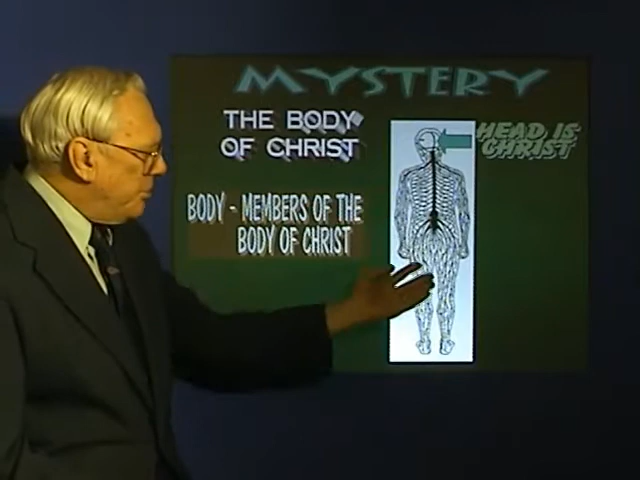 MYSTERY
THE BODY
OF CHRIST
HEAD IS
CHRIST
BODY - MEMBERS OF THE
BODY OF CHRIST